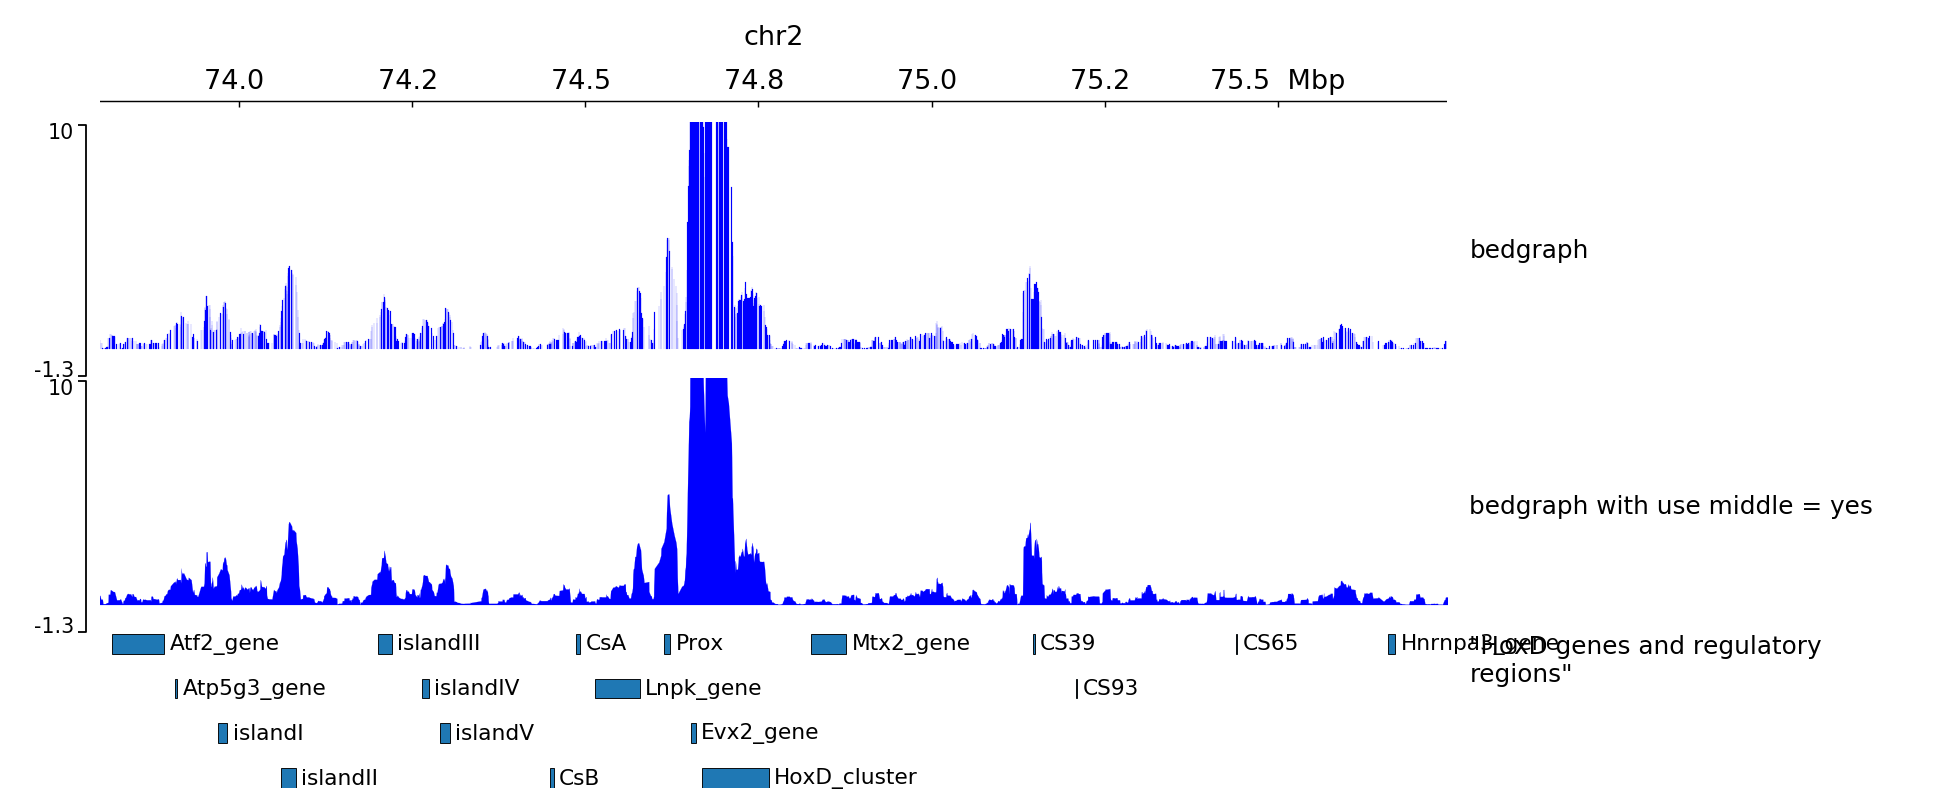 chr2
74.0 74.2 74.5 74.8 75.0 75.2 75.5 Mbp
10
bedgraph
-1.3
10
bedgraph with use middle = yes
-1.3
Atf2_gene islandIII CsA Prox Mtx2_gene CS39 CS65 Hnrnpa3_gene
"HoxD genes and regulatory
regions"
Atp5g3_gene islandIV Lnpk_gene CS93
islandI islandV Evx2_gene
islandII CsB HoxD_cluster